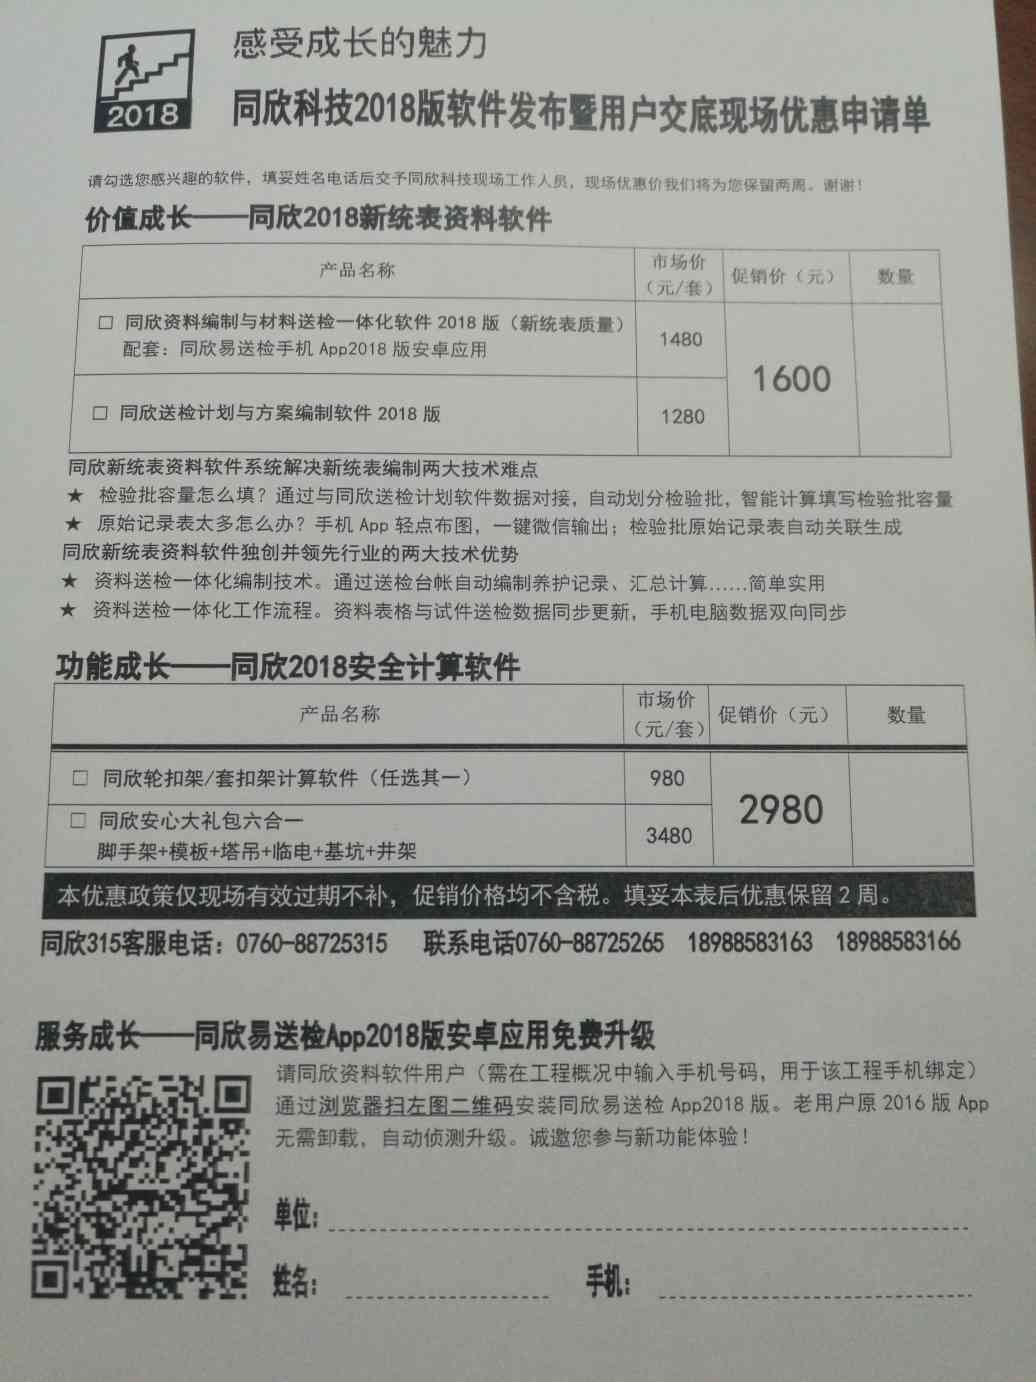 感受成长的魅力
2018
同欣科技2018版软件发布暨用户交底现场优惠申请单
请勾选您感兴趣的软件，填妥姓名电话后交予同欣科技现场工作人员，现场优惠价我们将为您保留两周。谢谢！
价值成长——同欣2018新统表资料软件
产品名称 市场价（元/套） 促销价（元） 数量
□ 同欣资料编制与材料送检一体化软件 2018 版（新统表质量）
配套：同欣易送检手机 App2018 版安卓应用
1480
1600
□ 同欣送检计划与方案编制软件 2018 版
1280
同欣新统表资料软件系统解决新统表编制两大技术难点
★ 检验批容量怎么填？通过与同欣送检计划软件数据对接，自动划分检验批，智能计算填写检验批容量
★ 原始记录表太多怎么办？手机 App 轻点布图，一键微信输出；检验批原始记录表自动关联生成
同欣新统表资料软件独创并领先行业的两大技术优势
★ 资料送检一体化编制技术。通过送检台帐自动编制养护记录、汇总计算……简单实用
★ 资料送检一体化工作流程。资料表格与试件送检数据同步更新，手机电脑数据双向同步
功能成长——同欣2018安全计算软件
产品名称 市场价（元/套） 促销价（元） 数量
□ 同欣轮扣架/套扣架计算软件（任选其一）
980
2980
□ 同欣安心大礼包六合一
脚手架+模板+塔吊+临电+基坑+井架
3480
本优惠政策仅现场有效过期不补，促销价格均不含税。填妥本表后优惠保留 2 周。
同欣315客服电话：0760-88725315 联系电话0760-88725265 18988583163 18988583166
服务成长——同欣易送检App2018版安卓应用免费升级
请同欣资料软件用户（需在工程概况中输入手机号码，用于该工程手机绑定）
通过浏览器扫左图二维码安装同欣易送检 App2018 版。老用户原 2016 版 App
无需卸载，自动侦测升级。诚邀您参与新功能体验！
单位：
姓名： 手机：